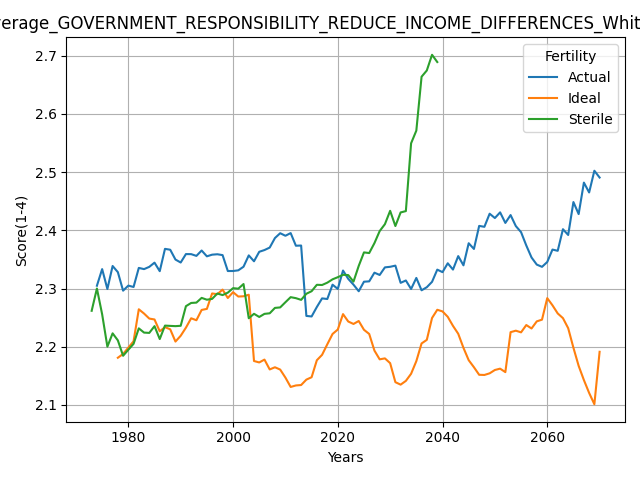 verage_GOVERNMENT_RESPONSIBILITY_REDUCE_INCOME_DIFFERENCES_Whit
Fertility
Actual
Ideal
Sterile
Score(1-4)
2.7
2.6
2.5
2.4
2.3
2.2
2.1
1980 2000 2020 2040 2060
Years